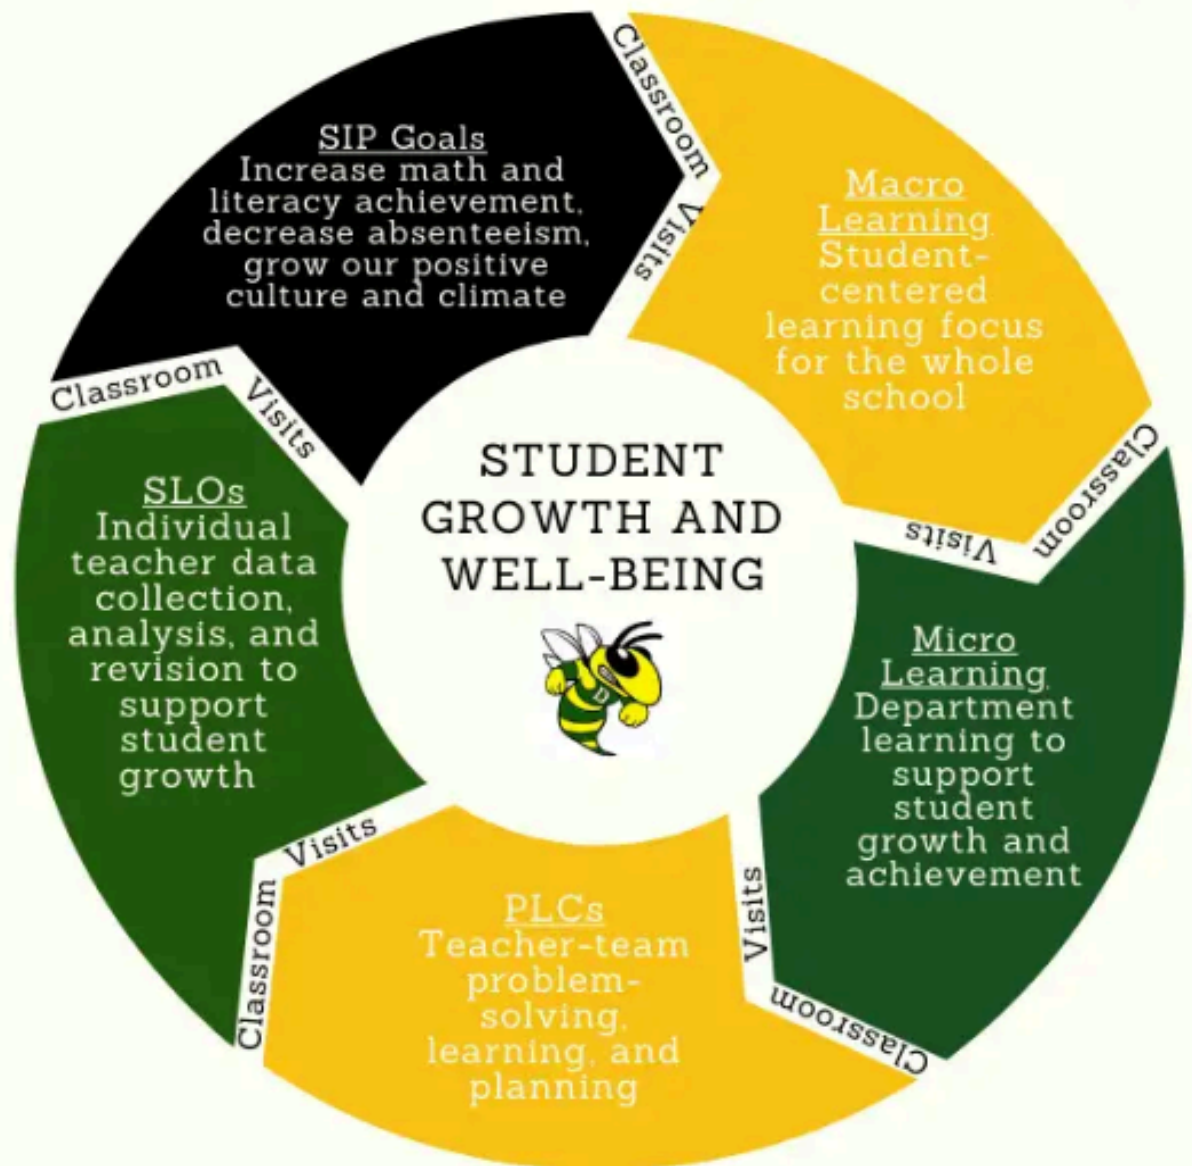 SIP Goals
Increase math and
literacy achievement,
decrease absenteeism,
grow our positive
culture and climate
Classroom
Visits
Macro
Learning
Student-
centered
learning focus
for the whole
school
Classroom
Visits
Micro
Learning
Department
learning to
support
student
growth and
achievement
Classroom
Visits
PLCs
Teacher-team
problem-
solving,
learning, and
planning
Classroom
Visits
SLOs
Individual
teacher data
collection,
analysis, and
revision to
support
student
growth
Classroom
Visits
STUDENT
GROWTH AND
WELL-BEING
D